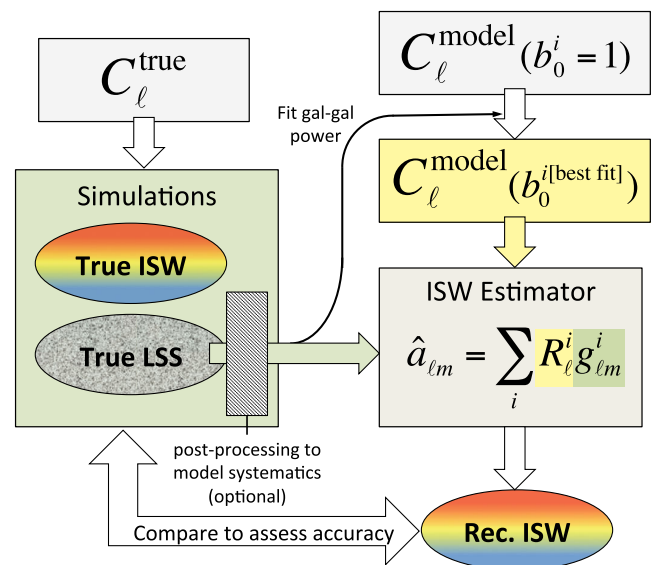 C_ℓ^true
C_ℓ^model (b_0^i = 1)
Fit gal-gal
power
C_ℓ^model (b_0^i[best fit])
Simulations
True ISW
True LSS
ISW Estimator
â_ℓm = ∑_i R_ℓ^i g_ℓm^i
post-processing to
model systematics
(optional)
Compare to assess accuracy
Rec. ISW